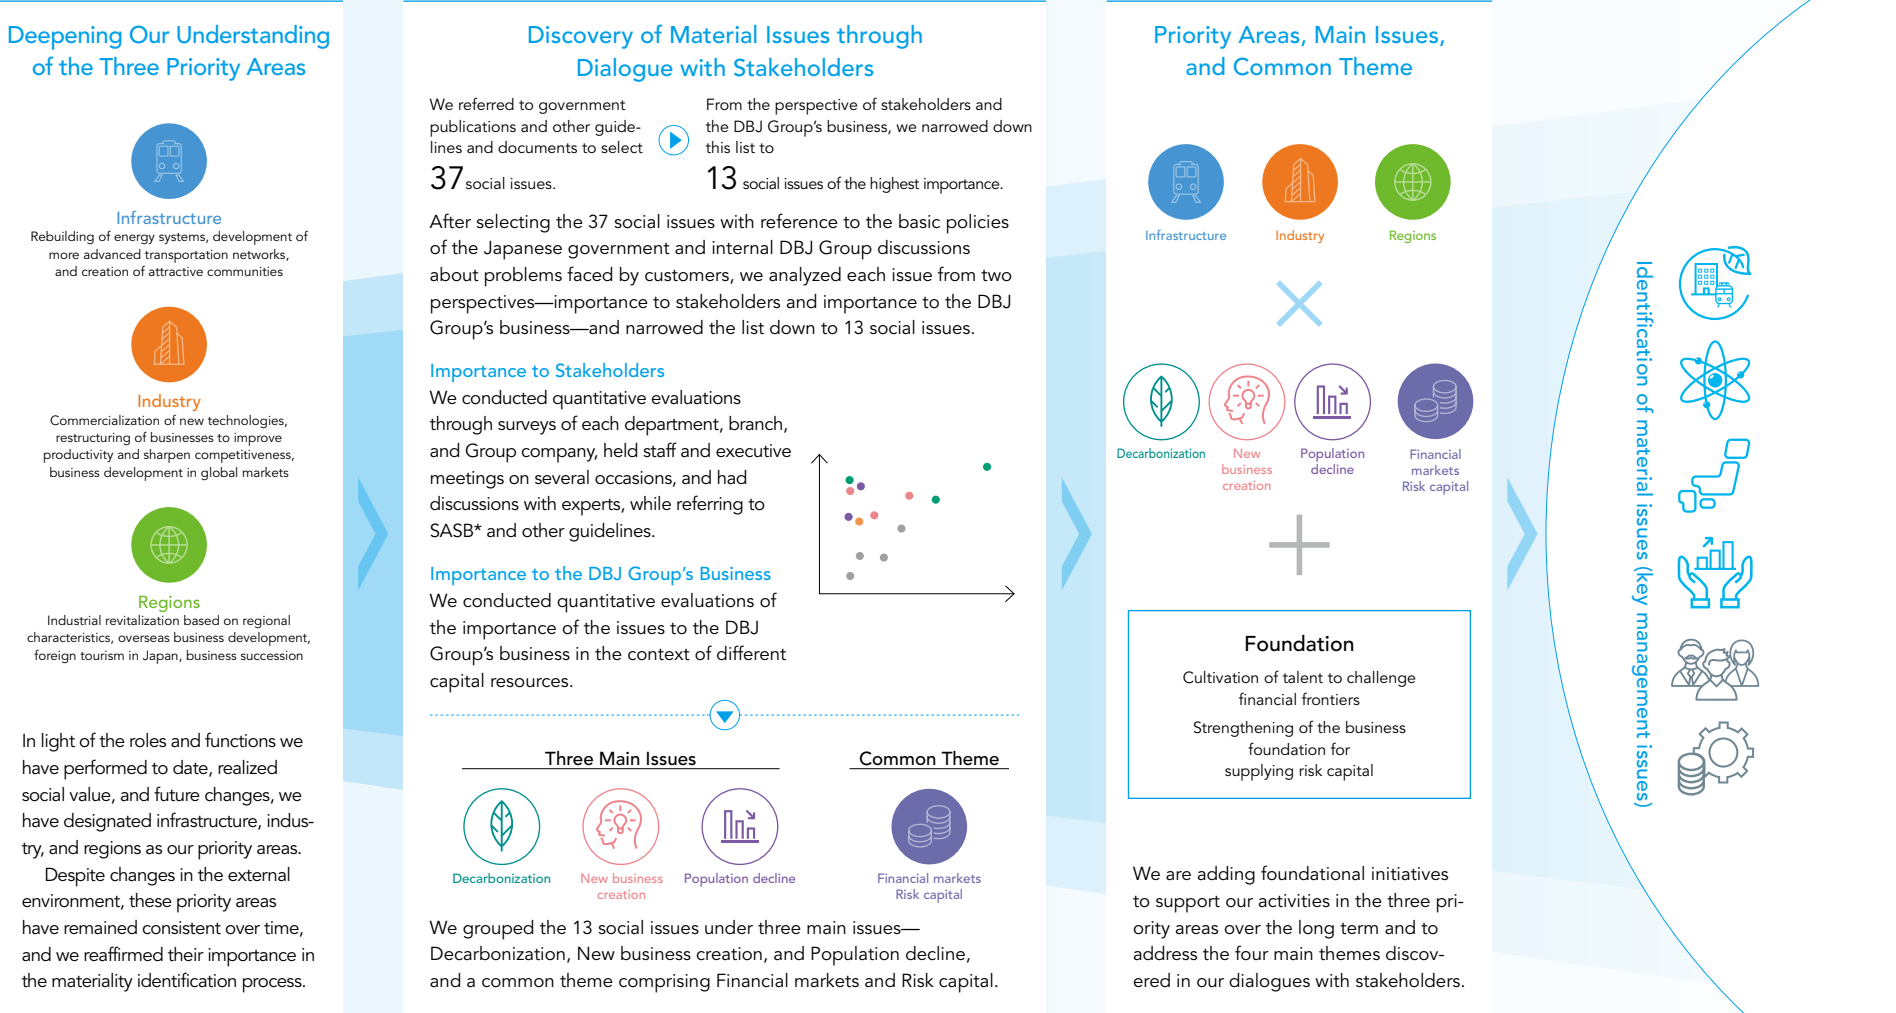 Deepening Our Understanding
of the Three Priority Areas
Infrastructure
Rebuilding of energy systems, development of
more advanced transportation networks,
and creation of attractive communities
Industry
Commercialization of new technologies,
restructuring of businesses to improve
productivity and sharpen competitiveness,
business development in global markets
Regions
Industrial revitalization based on regional
characteristics, overseas business development,
foreign tourism in Japan, business succession
In light of the roles and functions we
have performed to date, realized
social value, and future changes, we
have designated infrastructure, indus-
try, and regions as our priority areas.
Despite changes in the external
environment, these priority areas
have remained consistent over time,
and we reaffirmed their importance in
the materiality identification process.
Discovery of Material Issues through
Dialogue with Stakeholders
We referred to government
publications and other guide-
lines and documents to select
37 social issues.
From the perspective of stakeholders and
the DBJ Group's business, we narrowed down
this list to
13 social issues of the highest importance.
After selecting the 37 social issues with reference to the basic policies
of the Japanese government and internal DBJ Group discussions
about problems faced by customers, we analyzed each issue from two
perspectives—importance to stakeholders and importance to the DBJ
Group's business—and narrowed the list down to 13 social issues.
Importance to Stakeholders
We conducted quantitative evaluations
through surveys of each department, branch,
and Group company, held staff and executive
meetings on several occasions, and had
discussions with experts, while referring to
SASB* and other guidelines.
Importance to the DBJ Group's Business
We conducted quantitative evaluations of
the importance of the issues to the DBJ
Group's business in the context of different
capital resources.
Three Main Issues
Common Theme
Decarbonization
New business
creation
Population decline
Financial markets
Risk capital
We grouped the 13 social issues under three main issues—
Decarbonization, New business creation, and Population decline,
and a common theme comprising Financial markets and Risk capital.
Priority Areas, Main Issues,
and Common Theme
Infrastructure
Industry
Regions
Decarbonization
New
business
creation
Population
decline
Financial
markets
Risk capital
Foundation
Cultivation of talent to challenge
financial frontiers
Strengthening of the business
foundation for
supplying risk capital
We are adding foundational initiatives
to support our activities in the three pri-
ority areas over the long term and to
address the four main themes discov-
ered in our dialogues with stakeholders.
Identification of material issues (key management issues)